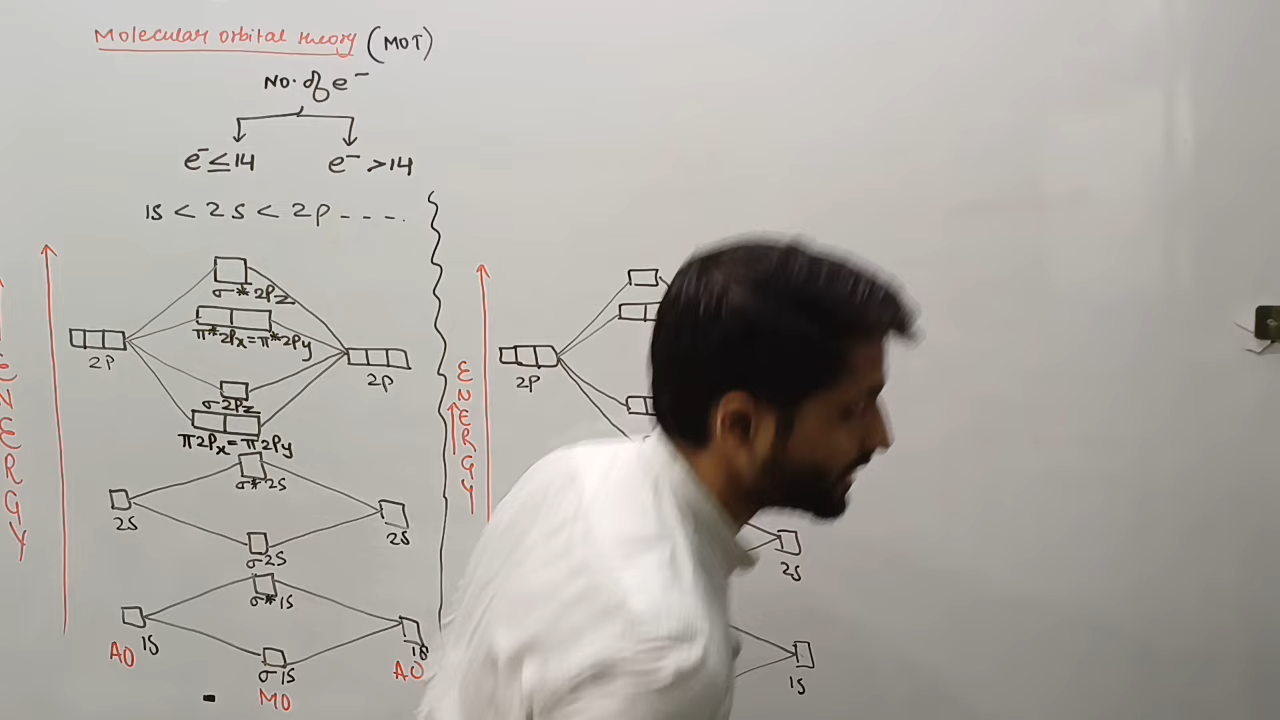 Molecular orbital theory (MOT)
NO. of e⁻
e⁻ ≤ 14 e⁻ > 14
1S < 2S < 2P - - - .
σ*2Pz
π*2Px = π*2Py
2P 2P
σ2Pz
π2Px = π2Py
σ*2S
2S 2S
σ2S
σ*1S
1S 1S
AO AO
σ1S
MO
ENERGY
ENERGY
2P
2S
1S